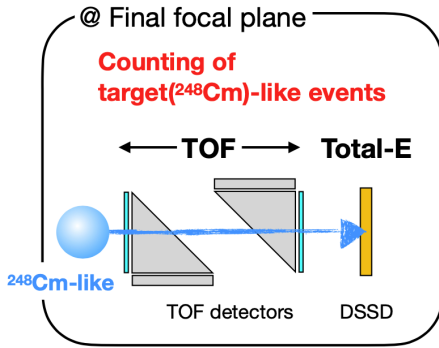 @ Final focal plane
Counting of
target(²⁴⁸Cm)-like events
TOF Total-E
²⁴⁸Cm-like
TOF detectors DSSD